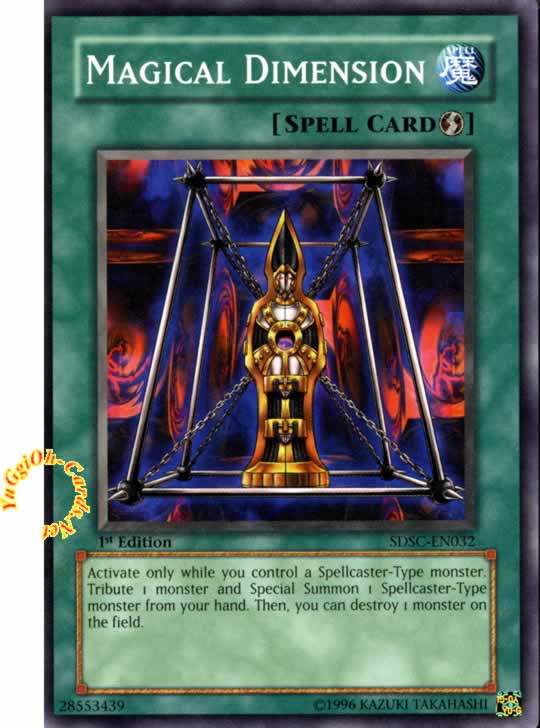 MAGICAL DIMENSION 魔
[SPELL CARD]
YuGgiOh-Cards.Net
1st Edition
SDSC-EN032
Activate only while you control a Spellcaster-Type monster.
Tribute 1 monster and Special Summon 1 Spellcaster-Type
monster from your hand. Then, you can destroy 1 monster on
the field.
28553439
©1996 KAZUKI TAKAHASHI